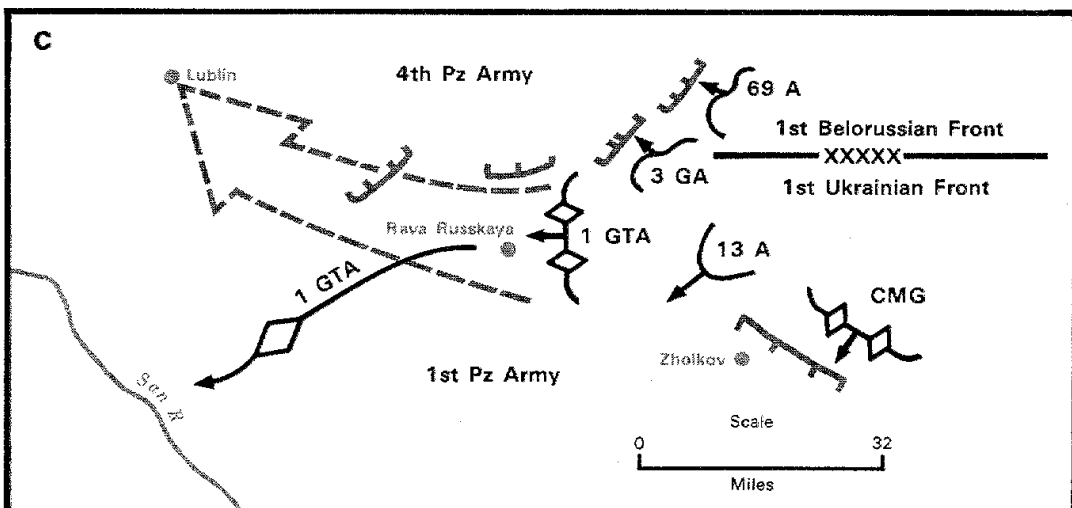 C
Lublin
4th Pz Army
69 A
1st Belorussian Front
XXXXX
1st Ukrainian Front
3 GA
Rava Russkaya
1 GTA
13 A
1 GTA
CMG
Zholkov
1st Pz Army
San R
Scale
0 32
Miles